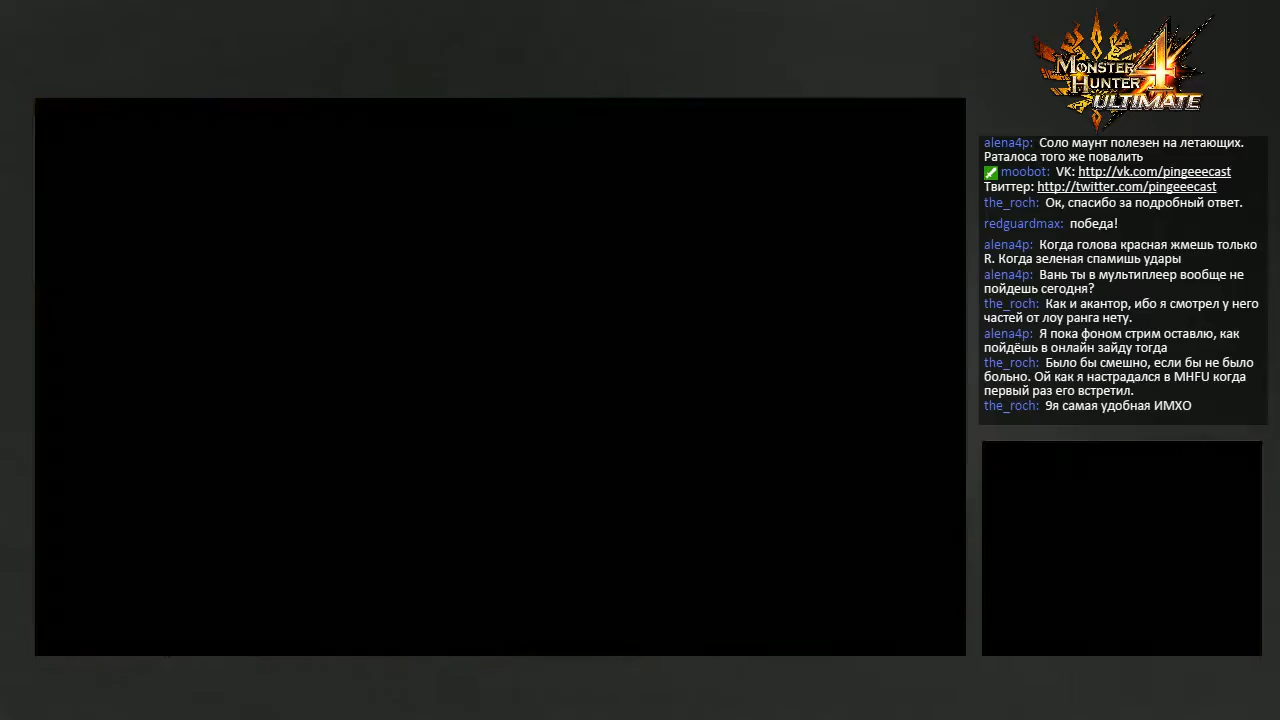 MONSTER
HUNTER
4
ULTIMATE
alena4p: Соло маунт полезен на летающих.
Раталоса того же повалить
moobot: VK: http://vk.com/pingeeecast
Твиттер: http://twitter.com/pingeeecast
the_roch: Ок, спасибо за подробный ответ.
redguardmax: победа!
alena4p: Когда голова красная жмешь только
R. Когда зеленая спамишь удары
alena4p: Вань ты в мультиплеер вообще не
пойдешь сегодня?
the_roch: Как и акантор, ибо я смотрел у него
частей от лоу ранга нету.
alena4p: Я пока фоном стрим оставлю, как
пойдёшь в онлайн зайду тогда
the_roch: Было бы смешно, если бы не было
больно. Ой как я настрадался в MHFU когда
первый раз его встретил.
the_roch: 9я самая удобная ИМХО